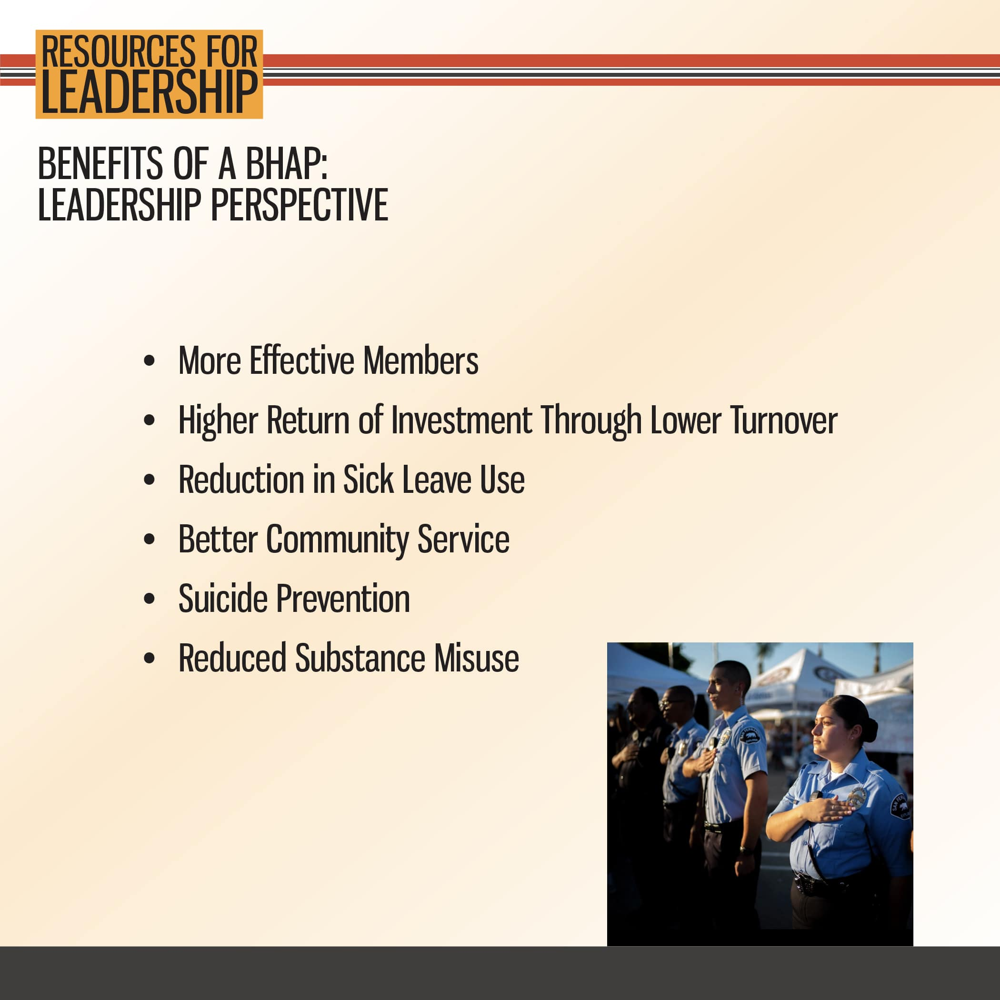 RESOURCES FOR
LEADERSHIP
BENEFITS OF A BHAP:
LEADERSHIP PERSPECTIVE
• More Effective Members
• Higher Return of Investment Through Lower Turnover
• Reduction in Sick Leave Use
• Better Community Service
• Suicide Prevention
• Reduced Substance Misuse